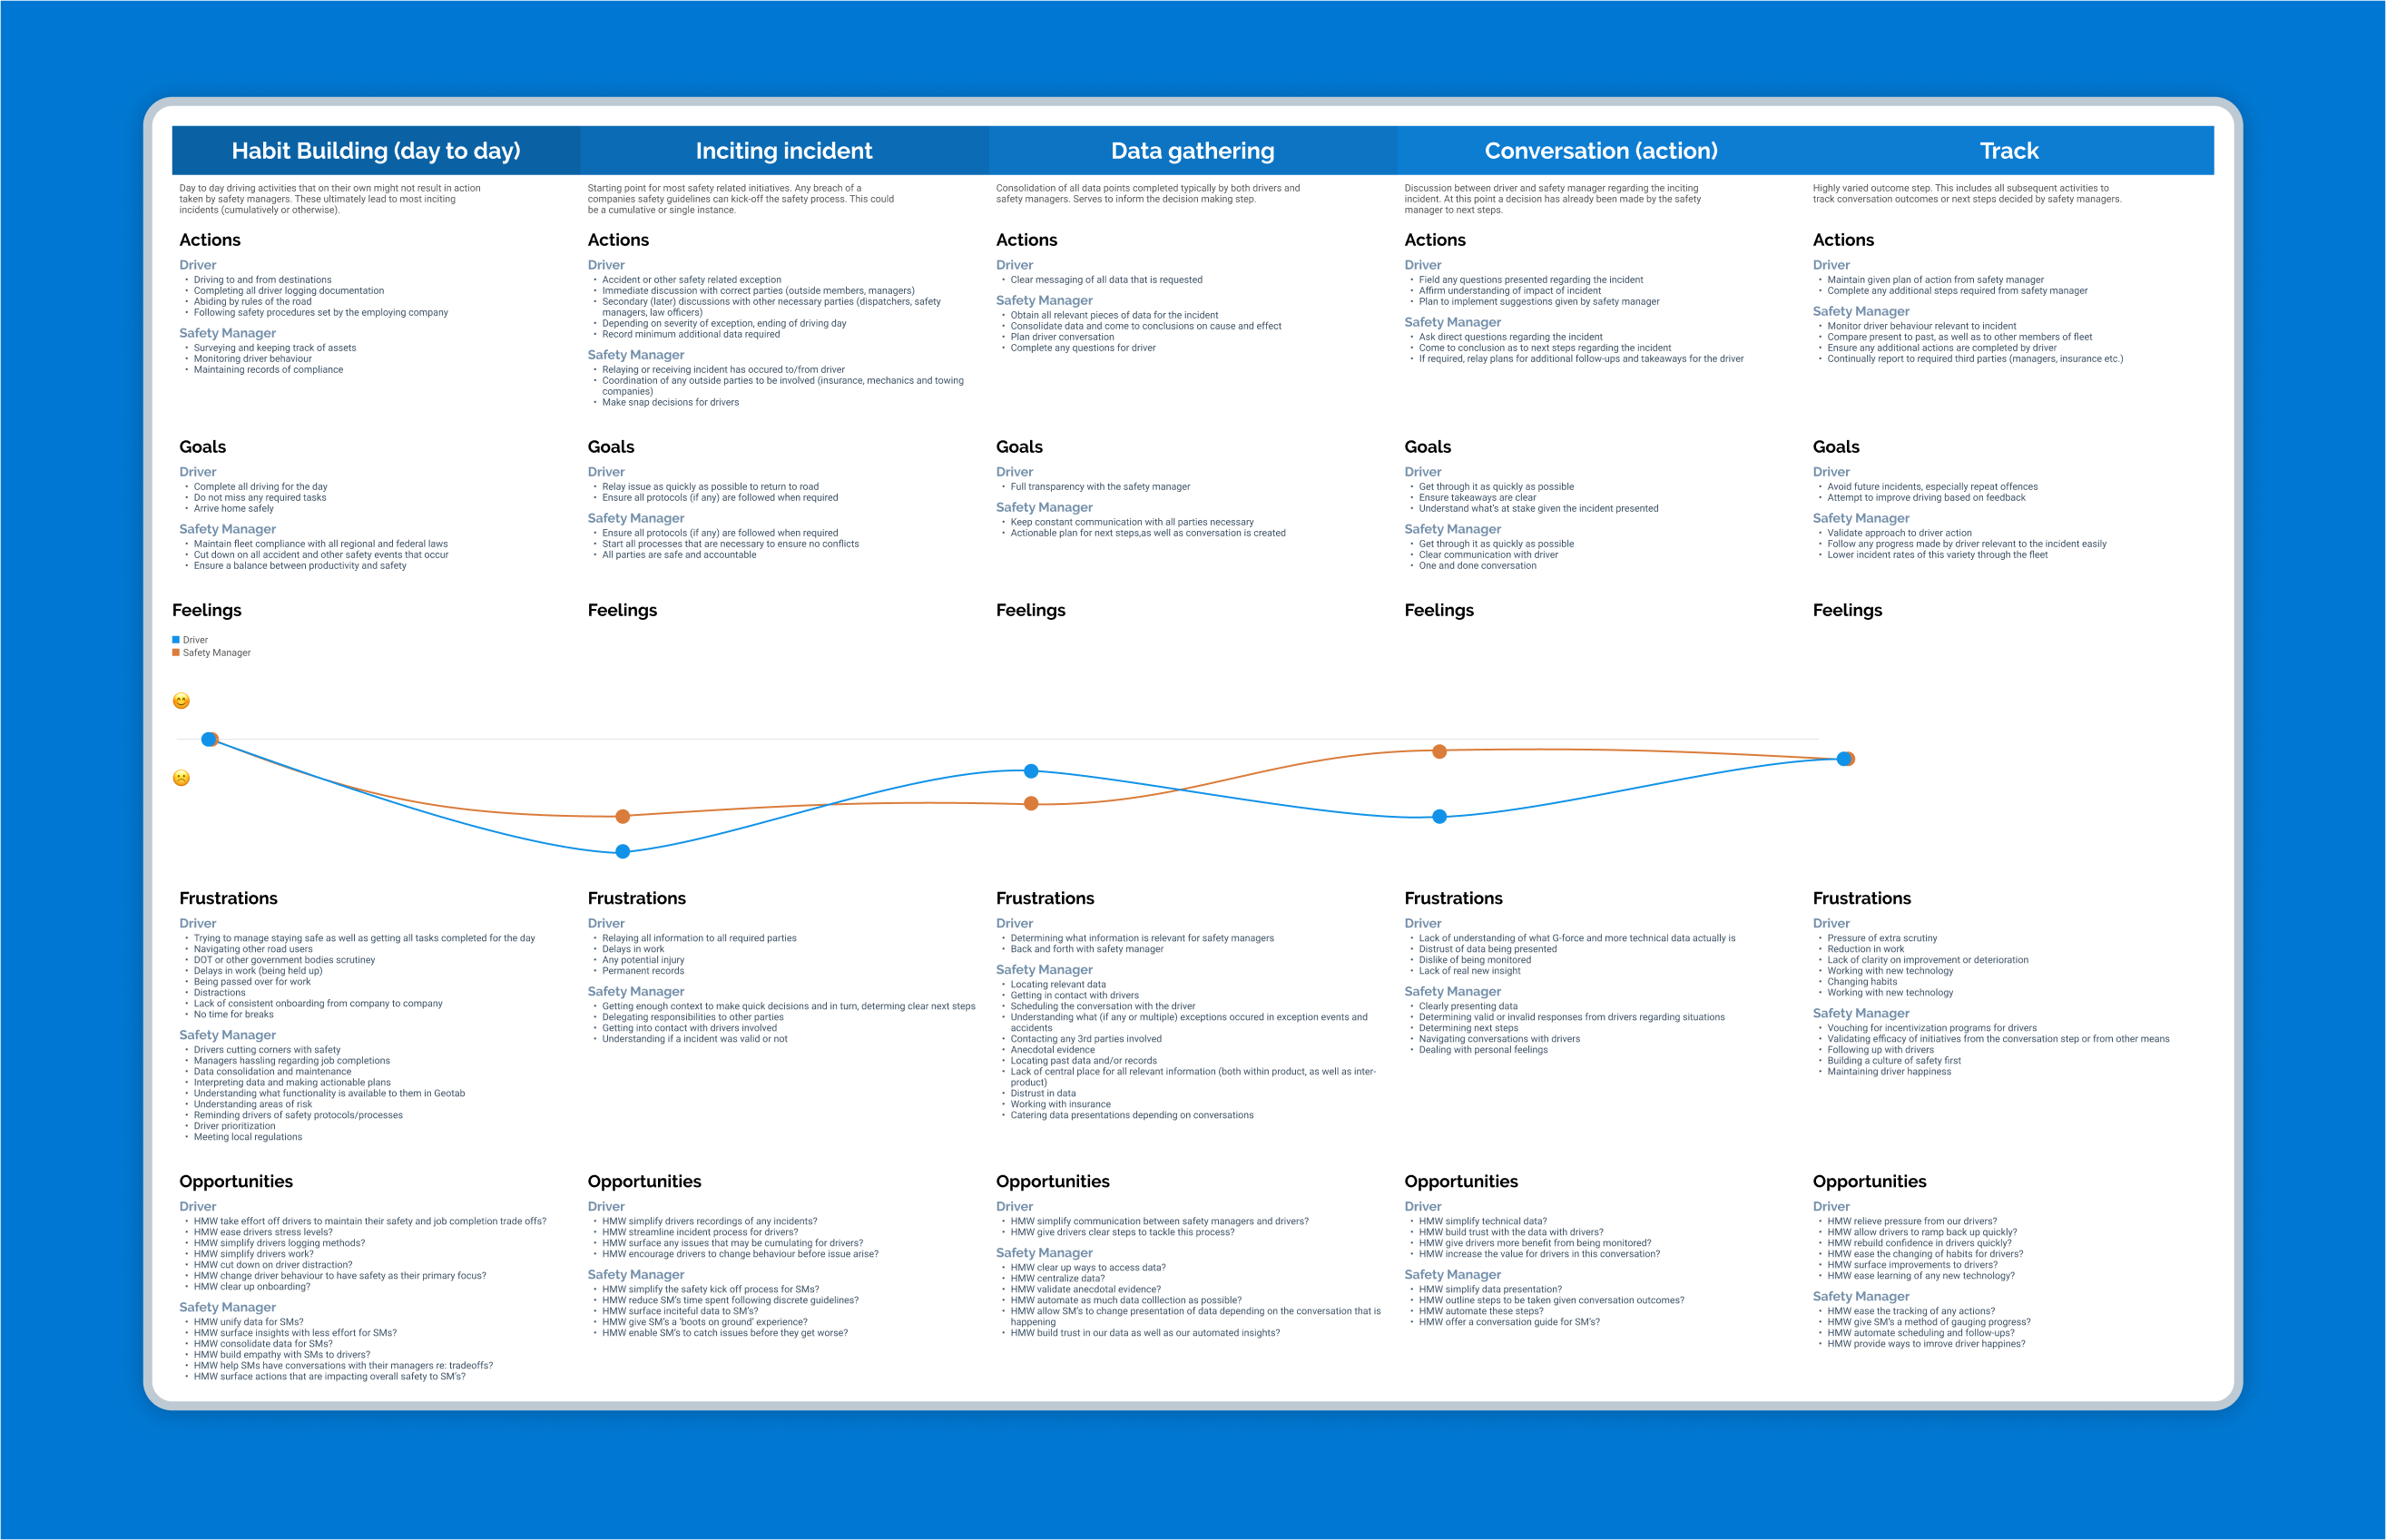 Habit Building (day to day)
Day to day driving activities that on their own might not result in action
taken by safety managers. These ultimately lead to most inciting
incidents (cumulatively or otherwise).
Actions
Driver
• Driving to and from destinations
• Completing all driver logging documentation
• Abiding by rules of the road
• Following safety procedures set by the employing company
Safety Manager
• Surveying and keeping track of assets
• Monitoring driver behaviour
• Maintaining records of compliance
Goals
Driver
• Complete all driving for the day
• Do not miss any required tasks
• Arrive home safely
Safety Manager
• Maintain fleet compliance with all regional and federal laws
• Cut down on all accident and other safety events that occur
• Ensure a balance between productivity and safety
Feelings
Driver
Safety Manager
Frustrations
Driver
• Trying to manage staying safe as well as getting all tasks completed for the day
• Navigating other road users
• DOT or other government bodies scrutiney
• Delays in work (being held up)
• Being passed over for work
• Distractions
• Lack of consistent onboarding from company to company
• No time for breaks
Safety Manager
• Drivers cutting corners with safety
• Managers hassling regarding job completions
• Data consolidation and maintenance
• Interpreting data and making actionable plans
• Understanding what functionality is available to them in Geotab
• Understanding areas of risk
• Reminding drivers of safety protocols/processes
• Driver prioritization
• Meeting local regulations
Opportunities
Driver
• HMW take effort off drivers to maintain their safety and job completion trade offs?
• HMW ease drivers stress levels?
• HMW simplify drivers logging methods?
• HMW simplify drivers work?
• HMW cut down on driver distraction?
• HMW change driver behaviour to have safety as their primary focus?
• HMW clear up onboarding?
Safety Manager
• HMW unify data for SMs?
• HMW surface insights with less effort for SMs?
• HMW consolidate data for SMs?
• HMW build empathy with SMs to drivers?
• HMW help SMs have conversations with their managers re: tradeoffs?
• HMW surface actions that are impacting overall safety to SM's?
Inciting incident
Starting point for most safety related initiatives. Any breach of a
companies safety guidelines can kick-off the safety process. This could
be a cumulative or single instance.
Actions
Driver
• Accident or other safety related exception
• Immediate discussion with correct parties (outside members, managers)
• Secondary (later) discussions with other necessary parties (dispatchers, safety
managers, law officers)
• Depending on severity of exception, ending of driving day
• Record minimum additional data required
Safety Manager
• Relaying or receiving incident has occured to/from driver
• Coordination of any outside parties to be involved (insurance, mechanics and towing
companies)
• Make snap decisions for drivers
Goals
Driver
• Relay issue as quickly as possible to return to road
• Ensure all protocols (if any) are followed when required
Safety Manager
• Ensure all protocols (if any) are followed when required
• Start all processes that are necessary to ensure no conflicts
• All parties are safe and accountable
Feelings
Frustrations
Driver
• Relaying all information to all required parties
• Delays in work
• Any potential injury
• Permanent records
Safety Manager
• Getting enough context to make quick decisions and in turn, determing clear next steps
• Delegating responsibilities to other parties
• Getting into contact with drivers involved
• Understanding if a incident was valid or not
Opportunities
Driver
• HMW simplify drivers recordings of any incidents?
• HMW streamline incident process for drivers?
• HMW surface any issues that may be cumulating for drivers?
• HMW encourage drivers to change behaviour before issue arise?
Safety Manager
• HMW simplify the safety kick off process for SMs?
• HMW reduce SM's time spent following discrete guidelines?
• HMW surface inciteful data to SM's?
• HMW give SM's a 'boots on ground' experience?
• HMW enable SM's to catch issues before they get worse?
Data gathering
Consolidation of all data points completed typically by both drivers and
safety managers. Serves to inform the decision making step.
Actions
Driver
• Clear messaging of all data that is requested
Safety Manager
• Obtain all relevant pieces of data for the incident
• Consolidate data and come to conclusions on cause and effect
• Plan driver conversation
• Complete any questions for driver
Goals
Driver
• Full transparency with the safety manager
Safety Manager
• Keep constant communication with all parties necessary
• Actionable plan for next steps,as well as conversation is created
Feelings
Frustrations
Driver
• Determining what information is relevant for safety managers
• Back and forth with safety manager
Safety Manager
• Locating relevant data
• Getting in contact with drivers
• Scheduling the conversation with the driver
• Understanding what (if any or multiple) exceptions occured in exception events and
accidents
• Contacting any 3rd parties involved
• Anecdotal evidence
• Locating past data and/or records
• Lack of central place for all relevant information (both within product, as well as inter-
product)
• Distrust in data
• Working with insurance
• Catering data presentations depending on conversations
Opportunities
Driver
• HMW simplify communication between safety managers and drivers?
• HMW give drivers clear steps to tackle this process?
Safety Manager
• HMW clear up ways to access data?
• HMW centralize data?
• HMW validate anecdotal evidence?
• HMW automate as much data colllection as possible?
• HMW allow SM's to change presentation of data depending on the conversation that is
happening
• HMW build trust in our data as well as our automated insights?
Conversation (action)
Discussion between driver and safety manager regarding the inciting
incident. At this point a decision has already been made by the safety
manager to next steps.
Actions
Driver
• Field any questions presented regarding the incident
• Affirm understanding of impact of incident
• Plan to implement suggestions given by safety manager
Safety Manager
• Ask direct questions regarding the incident
• Come to conclusion as to next steps regarding the incident
• If required, relay plans for additional follow-ups and takeaways for the driver
Goals
Driver
• Get through it as quickly as possible
• Ensure takeaways are clear
• Understand what's at stake given the incident presented
Safety Manager
• Get through it as quickly as possible
• Clear communication with driver
• One and done conversation
Feelings
Frustrations
Driver
• Lack of understanding of what G-force and more technical data actually is
• Distrust of data being presented
• Dislike of being monitored
• Lack of real new insight
Safety Manager
• Clearly presenting data
• Determining valid or invalid responses from drivers regarding situations
• Determining next steps
• Navigating conversations with drivers
• Dealing with personal feelings
Opportunities
Driver
• HMW simplify technical data?
• HMW build trust with the data with drivers?
• HMW give drivers more benefit from being monitored?
• HMW increase the value for drivers in this conversation?
Safety Manager
• HMW simplify data presentation?
• HMW outline steps to be taken given conversation outcomes?
• HMW automate these steps?
• HMW offer a conversation guide for SM's?
Track
Highly varied outcome step. This includes all subsequent activities to
track conversation outcomes or next steps decided by safety managers.
Actions
Driver
• Maintain given plan of action from safety manager
• Complete any additional steps required from safety manager
Safety Manager
• Monitor driver behaviour relevant to incident
• Compare present to past, as well as to other members of fleet
• Ensure any additional actions are completed by driver
• Continually report to required third parties (managers, insurance etc.)
Goals
Driver
• Avoid future incidents, especially repeat offences
• Attempt to improve driving based on feedback
Safety Manager
• Validate approach to driver action
• Follow any progress made by driver relevant to the incident easily
• Lower incident rates of this variety through the fleet
Feelings
Frustrations
Driver
• Pressure of extra scrutiny
• Reduction in work
• Lack of clarity on improvement or deterioration
• Working with new technology
• Changing habits
• Working with new technology
Safety Manager
• Vouching for incentivization programs for drivers
• Validating efficacy of initiatives from the conversation step or from other means
• Following up with drivers
• Building a culture of safety first
• Maintaining driver happiness
Opportunities
Driver
• HMW relieve pressure from our drivers?
• HMW allow drivers to ramp back up quickly?
• HMW rebuild confidence in drivers quickly?
• HMW ease the changing of habits for drivers?
• HMW surface improvements to drivers?
• HMW ease learning of any new technology?
Safety Manager
• HMW ease the tracking of any actions?
• HMW give SM's a method of gauging progress?
• HMW automate scheduling and follow-ups?
• HMW provide ways to imrove driver happines?